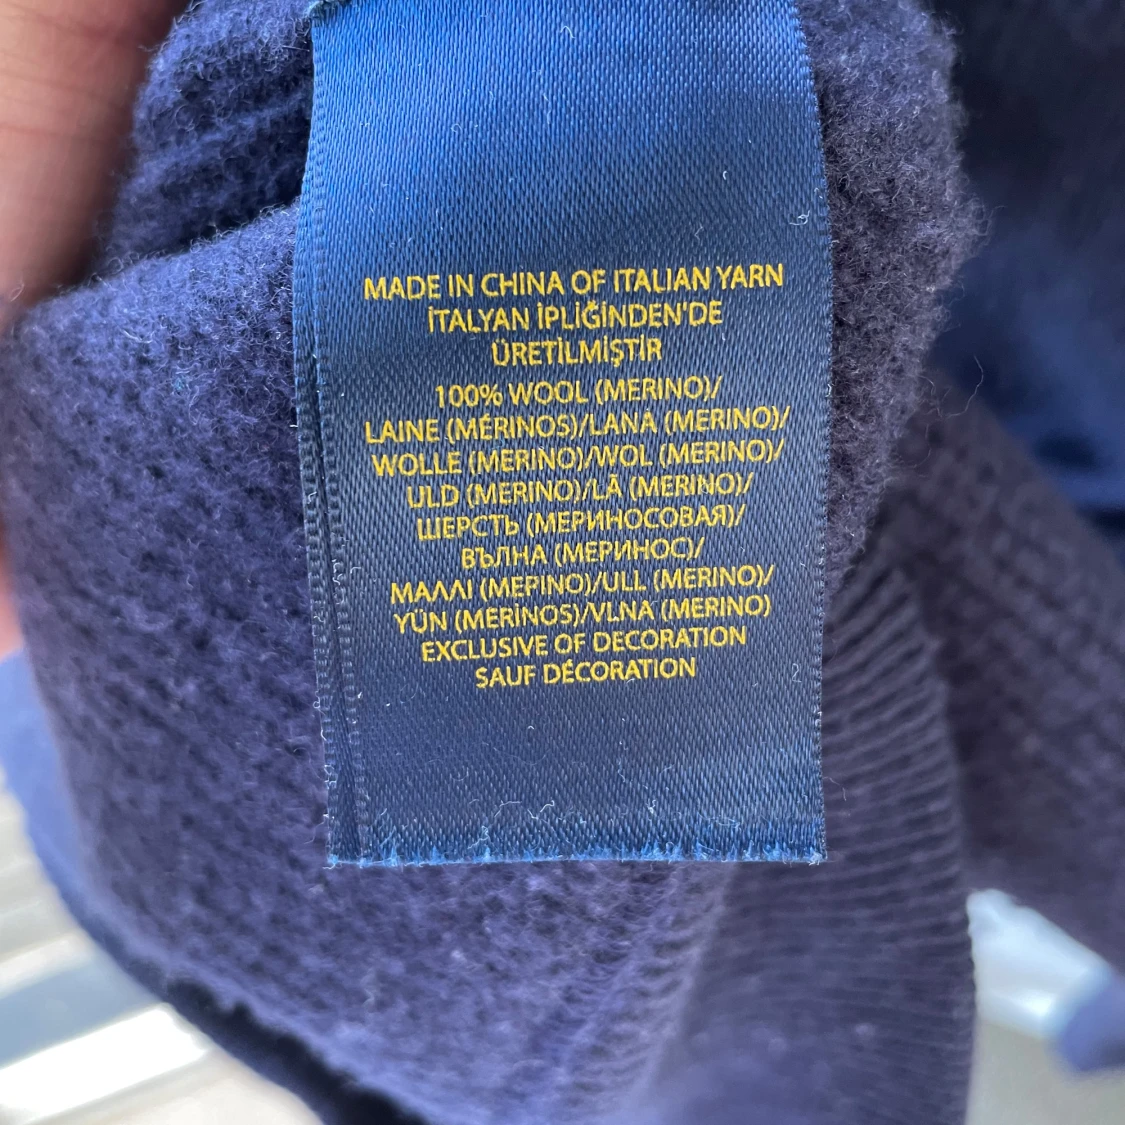 MADE IN CHINA OF ITALIAN YARN
İTALYAN İPLİĞİNDEN'DE
ÜRETİLMİŞTİR
100% WOOL (MERINO)/
LAINE (MÉRINOS)/LANA (MERINO)/
WOLLE (MERINO)/WOL (MERINO)/
ULD (MERINO)/LÃ (MERINO)/
ШЕРСТЬ (МЕРИНОСОВАЯ)/
ВЪЛНА (МЕРИНОС)/
ΜΑΛΛΙ (ΜΕΡΙΝΟ)/ULL (MERINO)/
YÜN (MERİNOS)/VLNA (MERINO)
EXCLUSIVE OF DECORATION
SAUF DÉCORATION
2